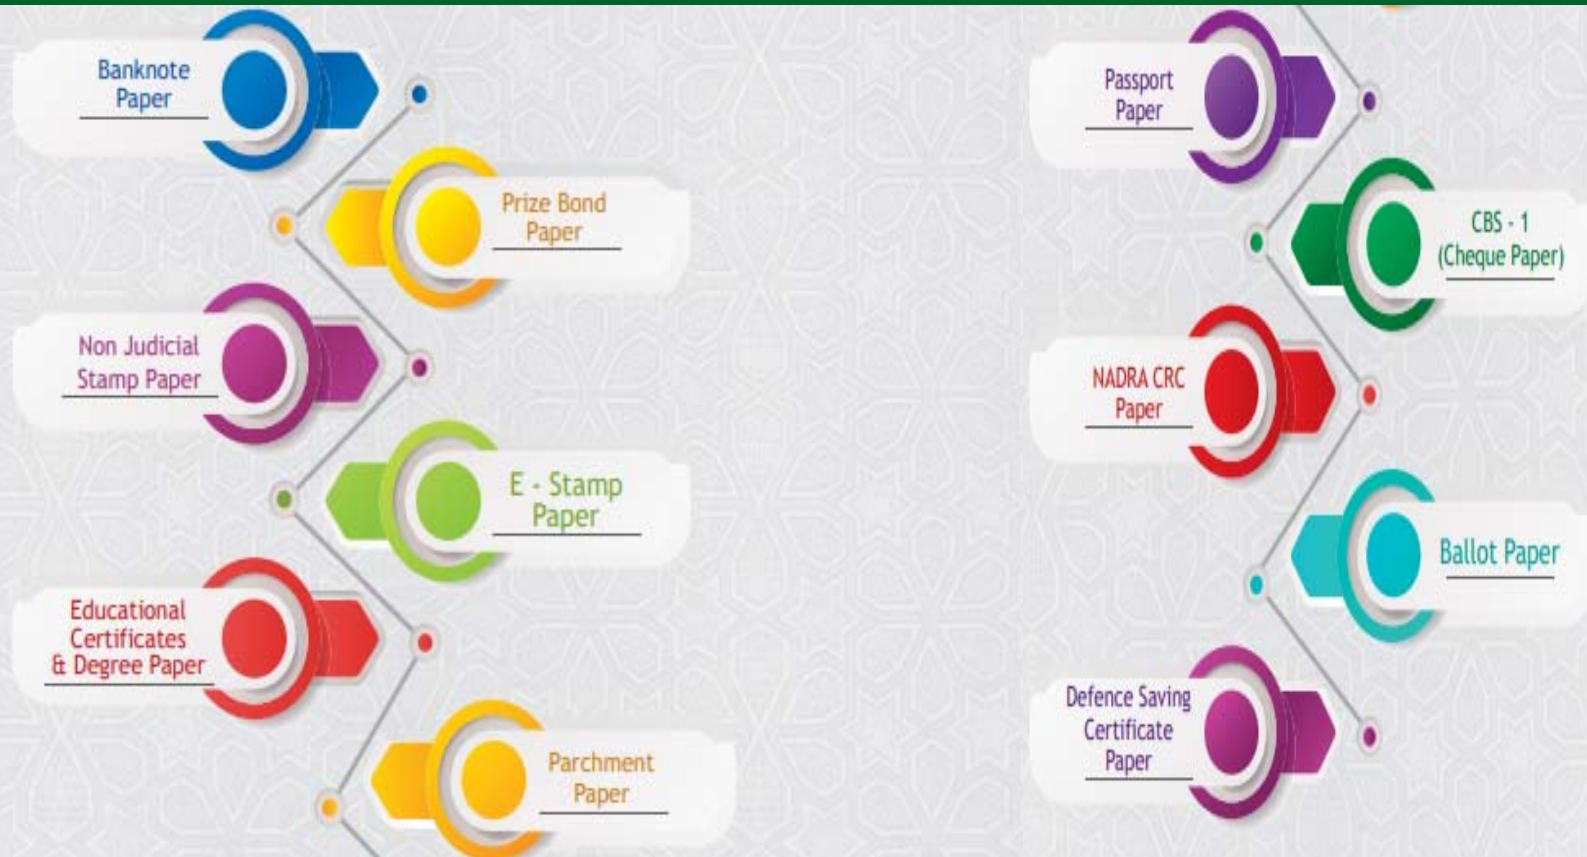 Banknote
Paper
Prize Bond
Paper
Non Judicial
Stamp Paper
E - Stamp
Paper
Educational
Certificates
& Degree Paper
Parchment
Paper
Passport
Paper
CBS - 1
(Cheque Paper)
NADRA CRC
Paper
Ballot Paper
Defence Saving
Certificate
Paper